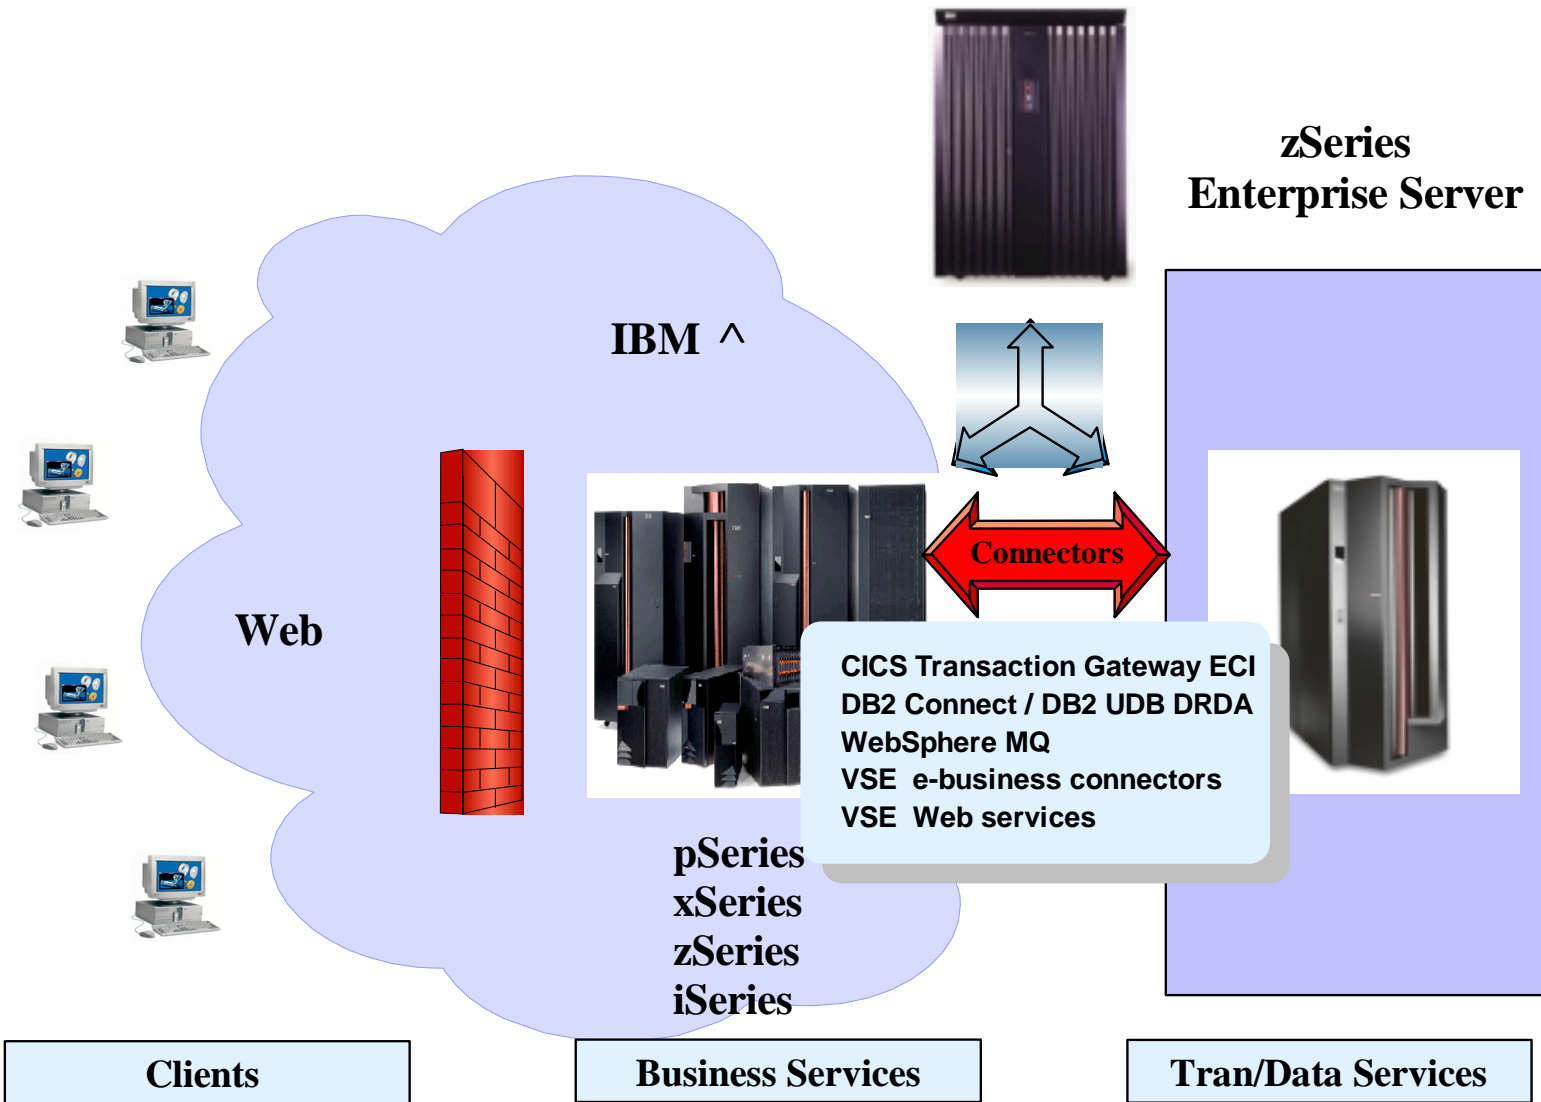 zSeries
Enterprise Server
IBM ^
Connectors
Web
CICS Transaction Gateway ECI
DB2 Connect / DB2 UDB DRDA
WebSphere MQ
VSE e-business connectors
VSE Web services
pSeries
xSeries
zSeries
iSeries
Clients
Business Services
Tran/Data Services